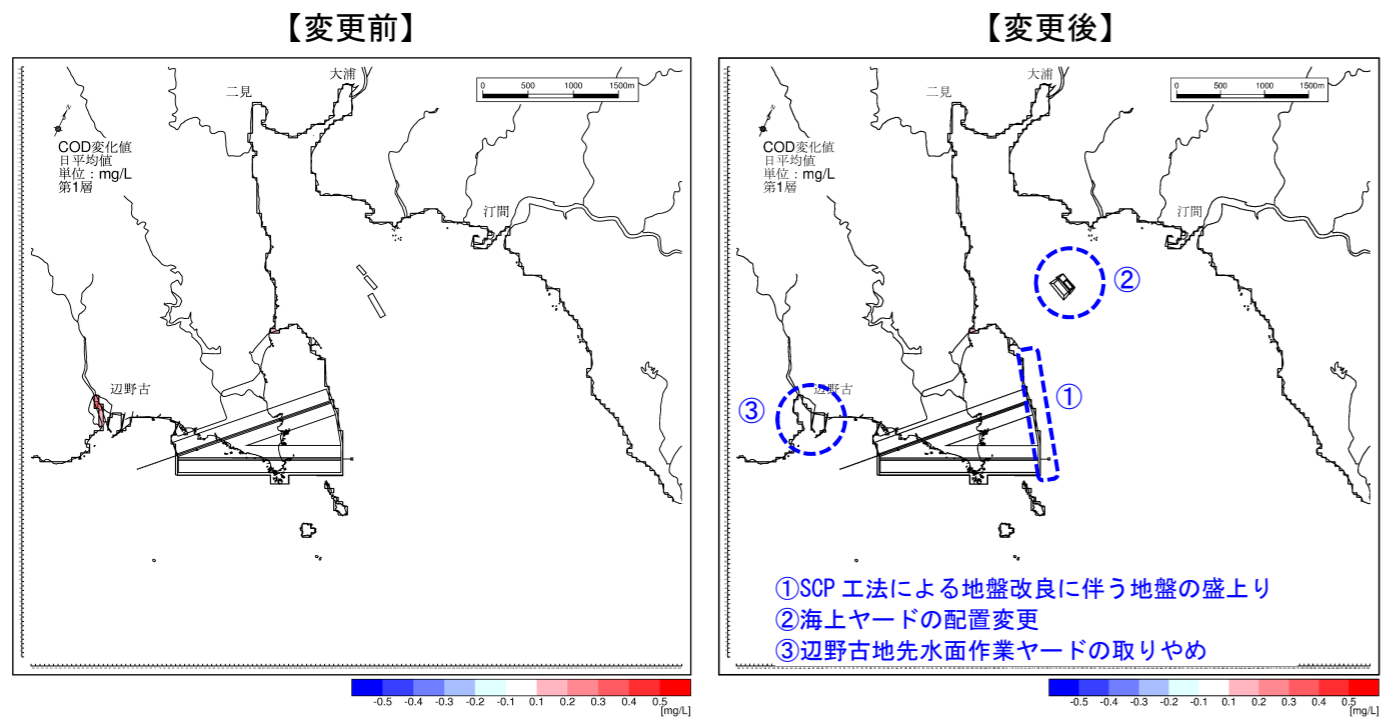 【変更前】
大浦
二見
0 500 1000 1500m
N
COD変化値
日平均値
単位：mg/L
第1層
汀間
辺野古
-0.5 -0.4 -0.3 -0.2 -0.1 0.1 0.2 0.3 0.4 0.5
[mg/L]
【変更後】
大浦
二見
0 500 1000 1500m
N
COD変化値
日平均値
単位：mg/L
第1層
汀間
②
辺野古
①
③
①SCP工法による地盤改良に伴う地盤の盛上り
②海上ヤードの配置変更
③辺野古地先水面作業ヤードの取りやめ
-0.5 -0.4 -0.3 -0.2 -0.1 0.1 0.2 0.3 0.4 0.5
[mg/L]